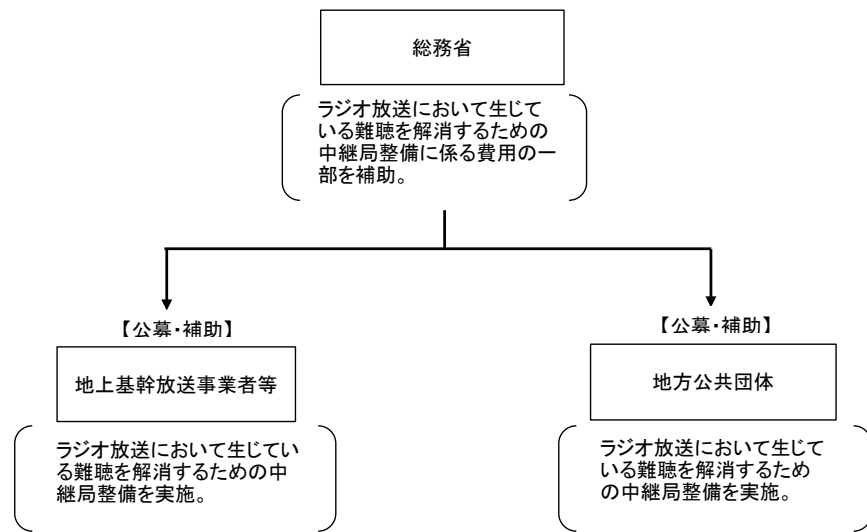 総務省
ラジオ放送において生じて
いる難聴を解消するための
中継局整備に係る費用の一
部を補助。
【公募・補助】
地上基幹放送事業者等
ラジオ放送において生じてい
る難聴を解消するための中
継局整備を実施。
【公募・補助】
地方公共団体
ラジオ放送において生じて
いる難聴を解消するため
の中継局整備を実施。